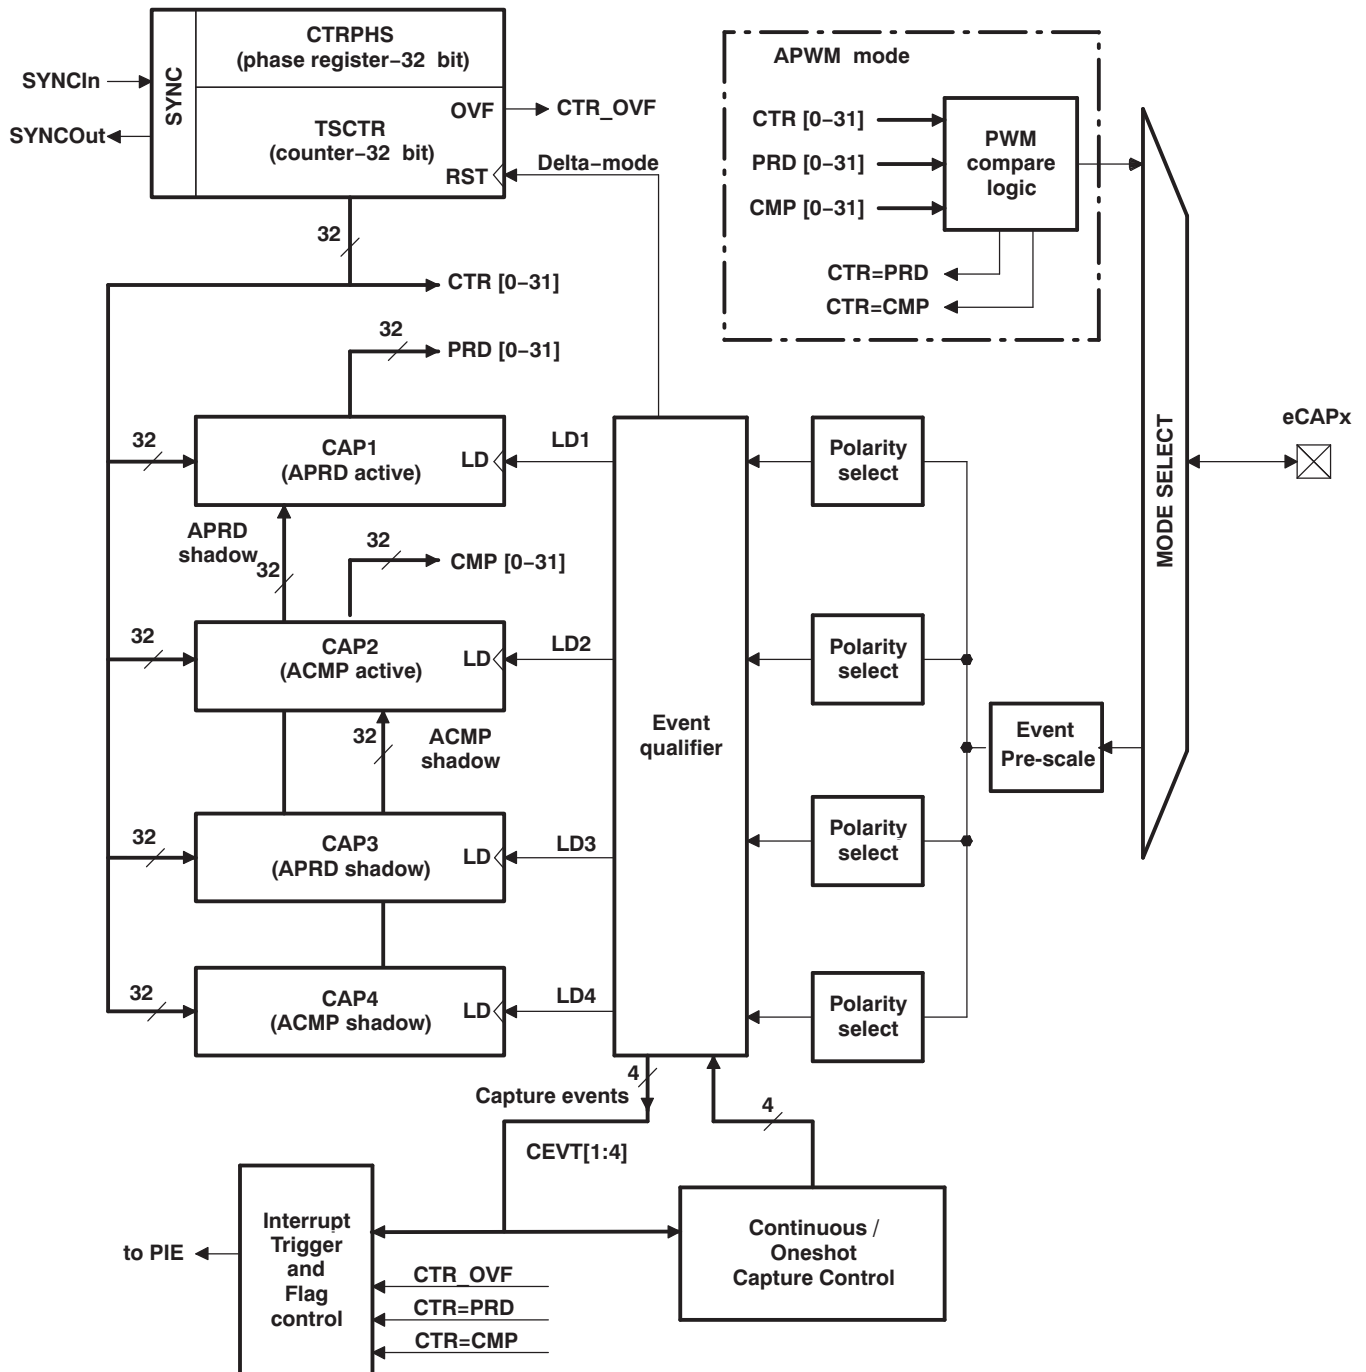 CTRPHS
(phase register−32 bit)
APWM mode
SYNCIn
SYNC
OVF
CTR_OVF
SYNCOut
TSCTR
(counter−32 bit)
Delta−mode
RST
CTR [0−31]
PRD [0−31]
CMP [0−31]
PWM
compare
logic
32
CTR=PRD
CTR [0−31]
CTR=CMP
32
PRD [0−31]
eCAPx
MODE SELECT
32
CAP1
(APRD active)
LD
LD1
Polarity
select
APRD
shadow
32
32
CMP [0−31]
32
CAP2
(ACMP active)
LD
LD2
Polarity
select
32
ACMP
shadow
Event
qualifier
Event
Pre-scale
32
CAP3
(APRD shadow)
LD
LD3
Polarity
select
32
CAP4
(ACMP shadow)
LD
LD4
Polarity
select
4
Capture events
4
CEVT[1:4]
Interrupt
Trigger
and
Flag
control
to PIE
Continuous /
Oneshot
Capture Control
CTR_OVF
CTR=PRD
CTR=CMP